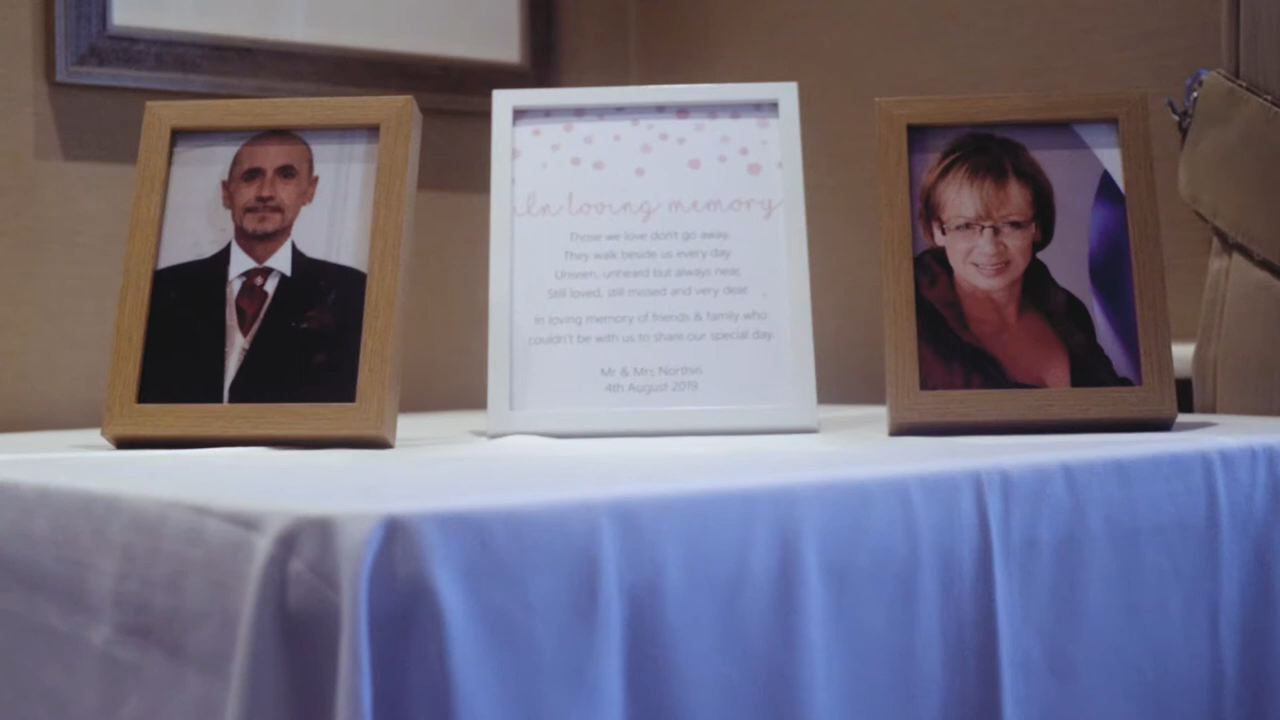 In loving memory
Those we love don't go away,
They walk beside us every day
Unseen, unheard but always near,
Still loved, still missed and very dear.
In loving memory of friends & family who
couldn't be with us to share our special day.
Mr & Mrs Northin
4th August 2019